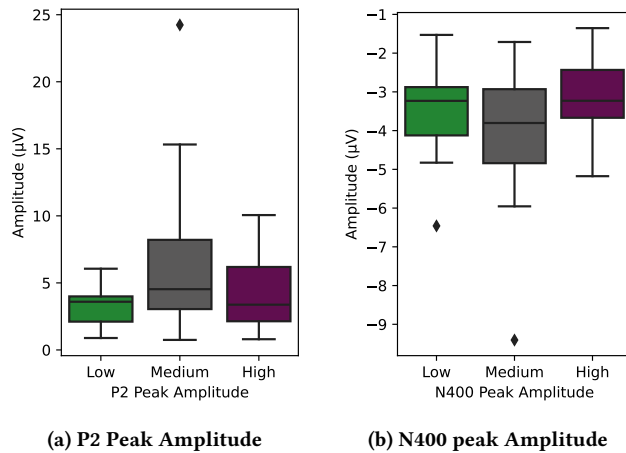 25
20
15
10
5
0
Amplitude (μV)
Low Medium High
P2 Peak Amplitude
(a) P2 Peak Amplitude
−1
−2
−3
−4
−5
−6
−7
−8
−9
Amplitude (μV)
Low Medium High
N400 Peak Amplitude
(b) N400 peak Amplitude